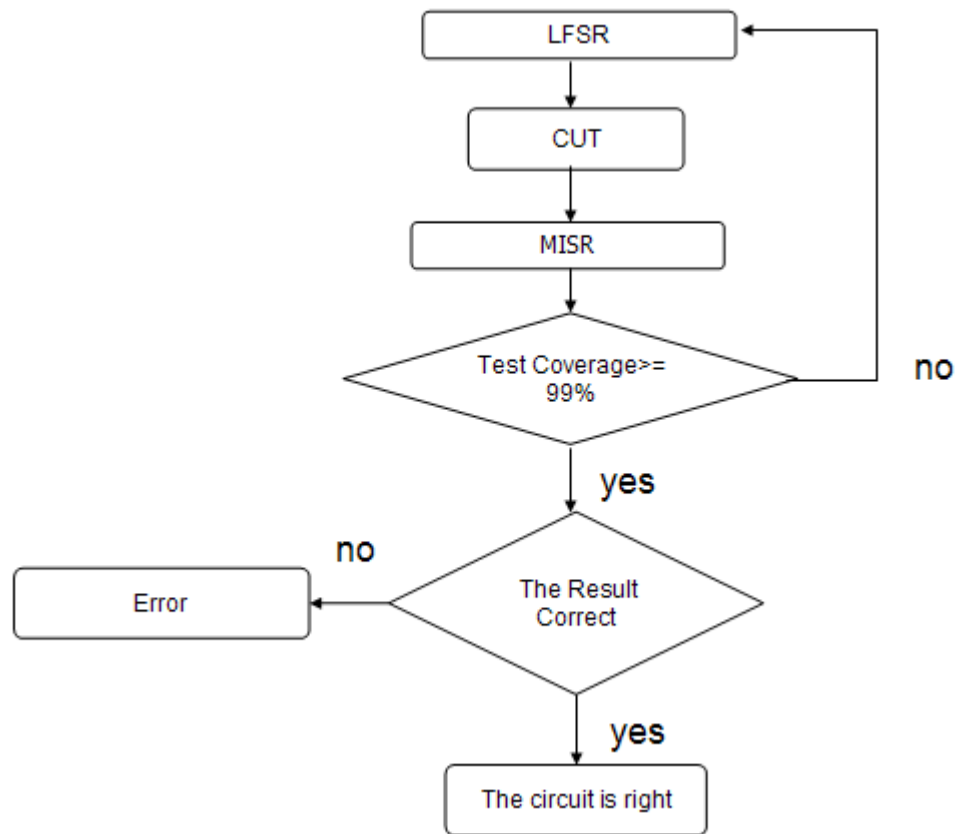 LFSR
CUT
MISR
Test Coverage>=
99%
no
yes
no
The Result
Correct
Error
yes
The circuit is right